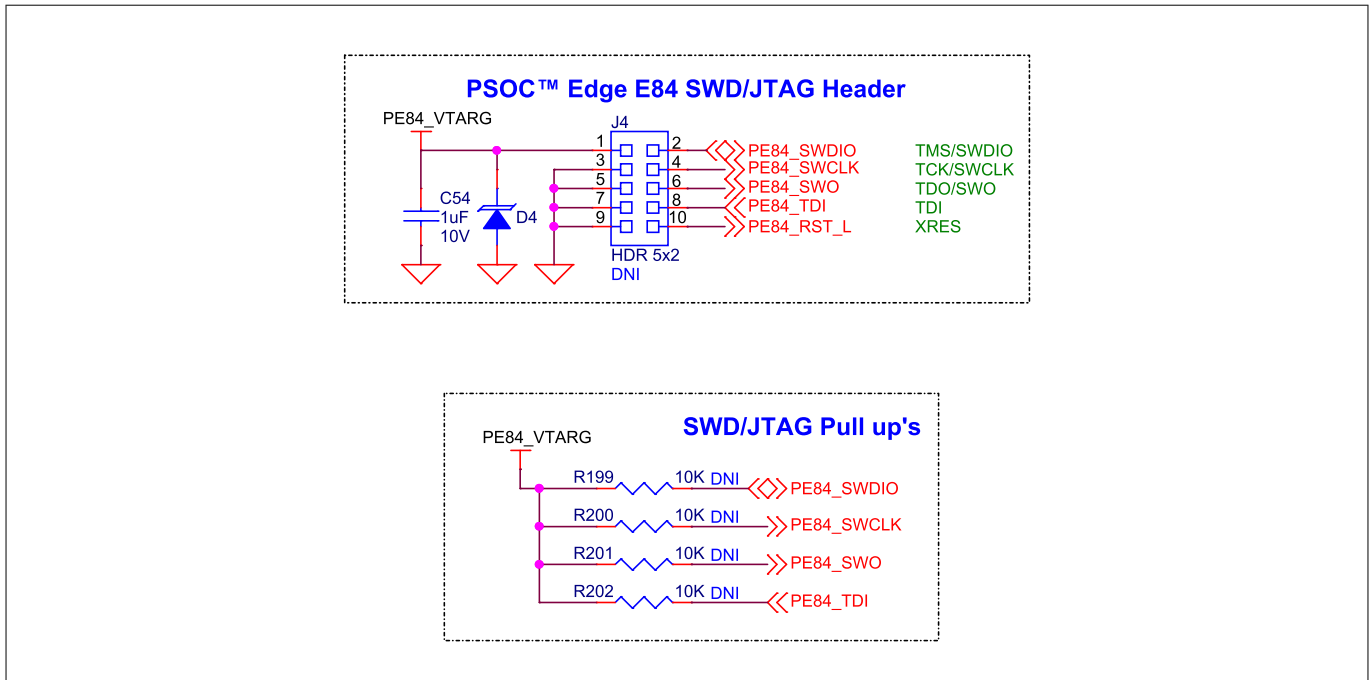 PSOC™ Edge E84 SWD/JTAG Header
PE84_VTARG
J4
1 2 PE84_SWDIO TMS/SWDIO
3 4 PE84_SWCLK TCK/SWCLK
5 6 PE84_SWO TDO/SWO
7 8 PE84_TDI TDI
9 10 PE84_RST_L XRES
C54
1uF
10V
D4
HDR 5x2
DNI
SWD/JTAG Pull up's
PE84_VTARG
R199 10K DNI PE84_SWDIO
R200 10K DNI PE84_SWCLK
R201 10K DNI PE84_SWO
R202 10K DNI PE84_TDI